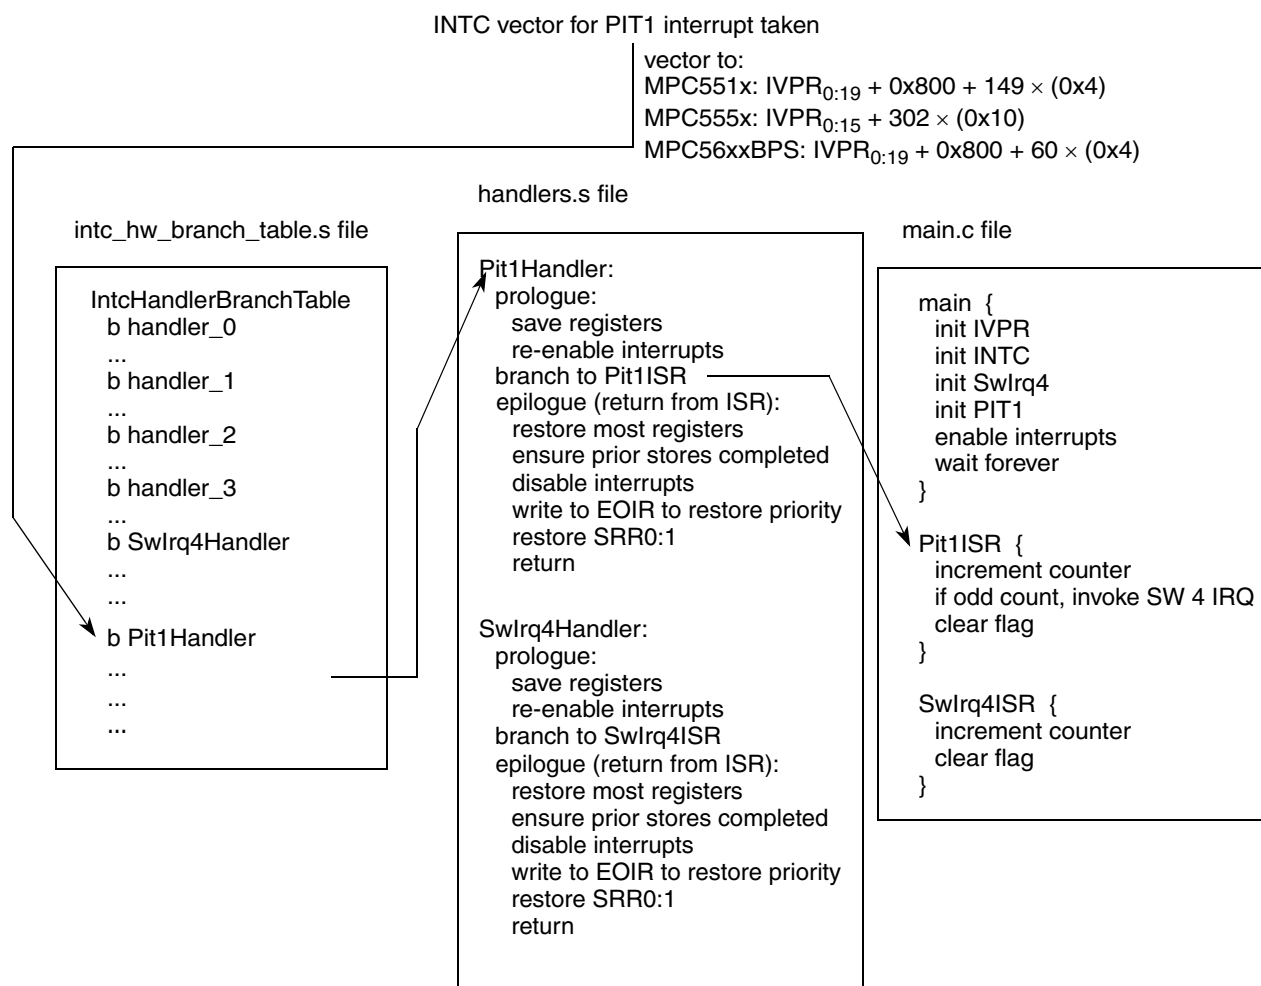 INTC vector for PIT1 interrupt taken
vector to:
MPC551x: IVPR0:19 + 0x800 + 149 × (0x4)
MPC555x: IVPR0:15 + 302 × (0x10)
MPC56xxBPS: IVPR0:19 + 0x800 + 60 × (0x4)
intc_hw_branch_table.s file
IntcHandlerBranchTable
b handler_0
...
b handler_1
...
b handler_2
...
b handler_3
...
b SwIrq4Handler
...
...
b Pit1Handler
...
...
...
handlers.s file
Pit1Handler:
prologue:
save registers
re-enable interrupts
branch to Pit1ISR
epilogue (return from ISR):
restore most registers
ensure prior stores completed
disable interrupts
write to EOIR to restore priority
restore SRR0:1
return
SwIrq4Handler:
prologue:
save registers
re-enable interrupts
branch to SwIrq4ISR
epilogue (return from ISR):
restore most registers
ensure prior stores completed
disable interrupts
write to EOIR to restore priority
restore SRR0:1
return
main.c file
main {
init IVPR
init INTC
init SwIrq4
init PIT1
enable interrupts
wait forever
}
Pit1ISR {
increment counter
if odd count, invoke SW 4 IRQ
clear flag
}
SwIrq4ISR {
increment counter
clear flag
}